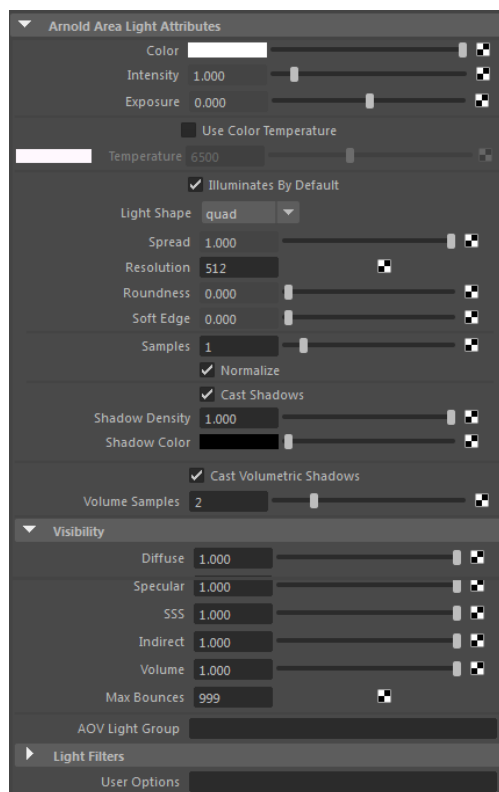 Arnold Area Light Attributes
Color
Intensity 1.000
Exposure 0.000
Use Color Temperature
Temperature 6500
Illuminates By Default
Light Shape quad
Spread 1.000
Resolution 512
Roundness 0.000
Soft Edge 0.000
Samples 1
Normalize
Cast Shadows
Shadow Density 1.000
Shadow Color
Cast Volumetric Shadows
Volume Samples 2
Visibility
Diffuse 1.000
Specular 1.000
SSS 1.000
Indirect 1.000
Volume 1.000
Max Bounces 999
AOV Light Group
Light Filters
User Options